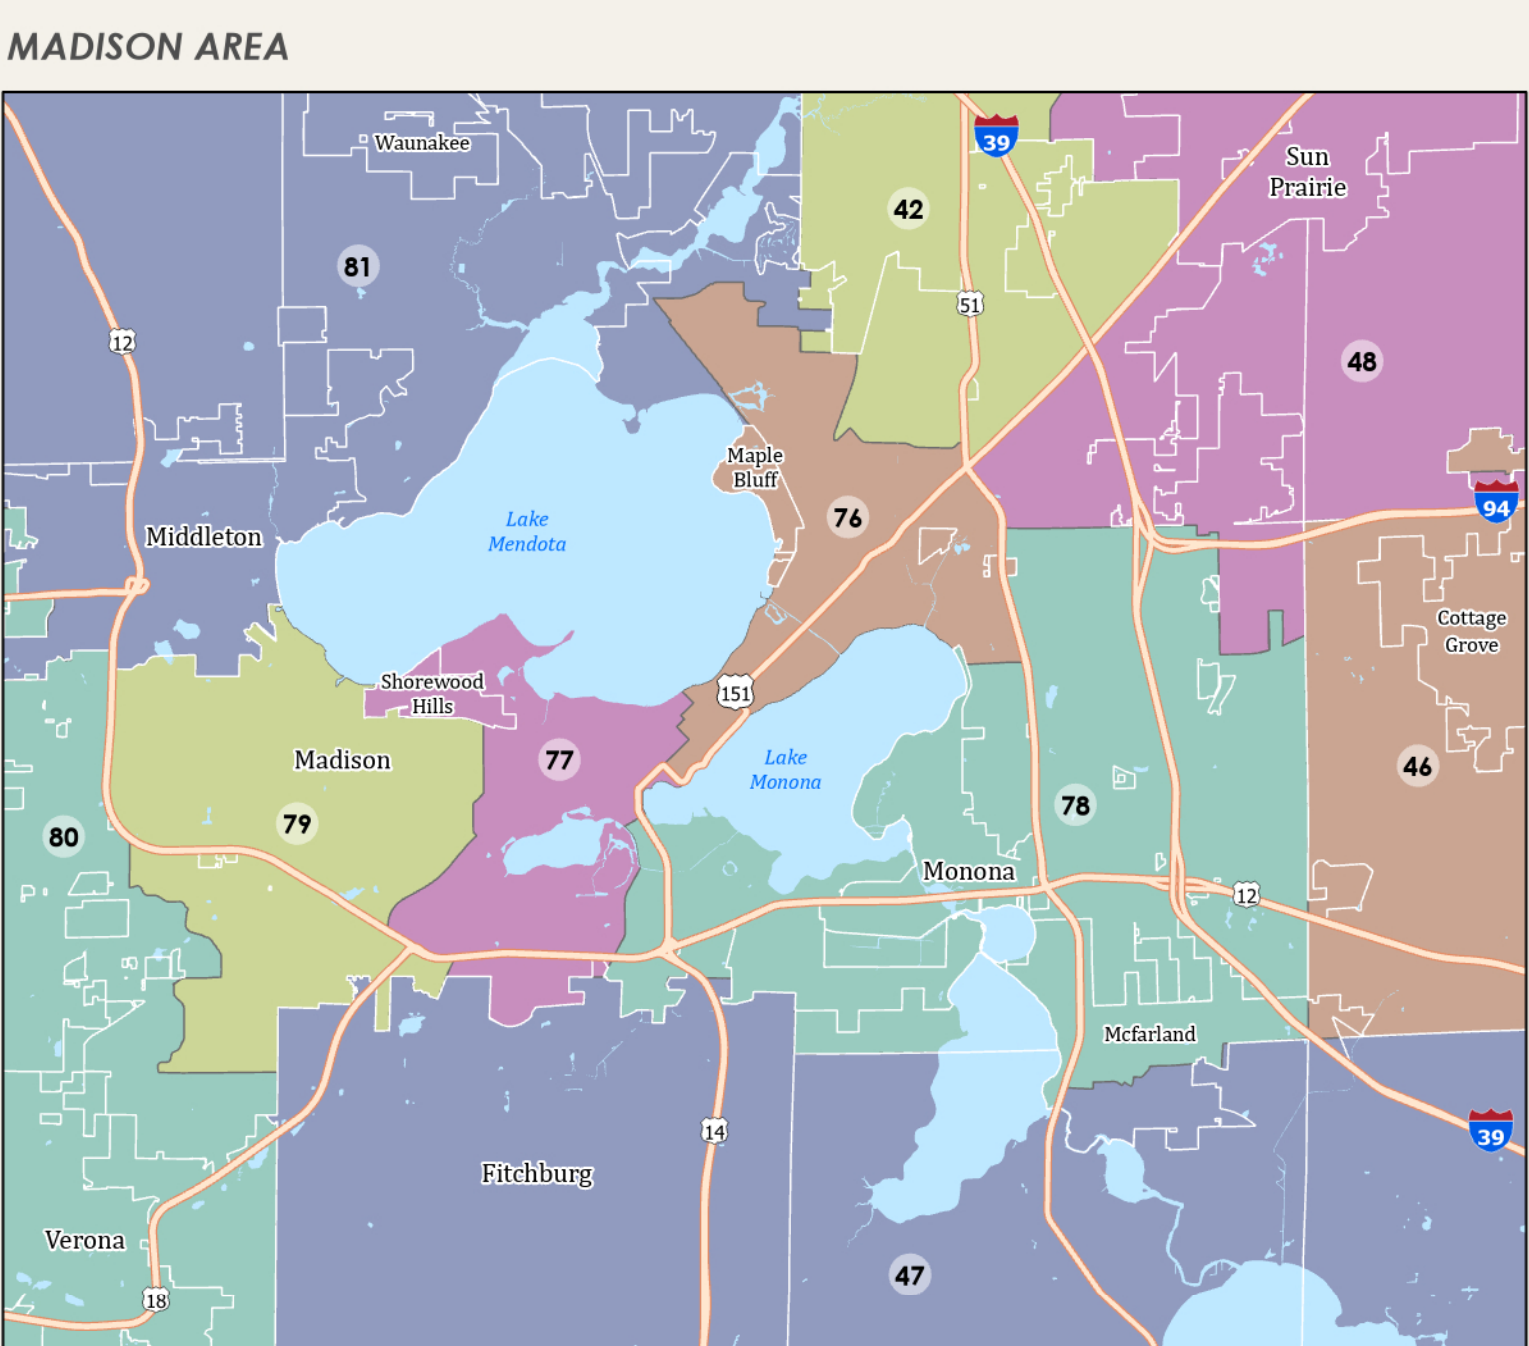 MADISON AREA
Waunakee
39
Sun
Prairie
42
81
51
12
48
Maple
Bluff
94
76
Lake
Mendota
Middleton
Cottage
Grove
Shorewood
Hills
151
Madison
77
Lake
Monona
46
78
79
80
Monona
12
Mcfarland
14
39
Fitchburg
Verona
47
18